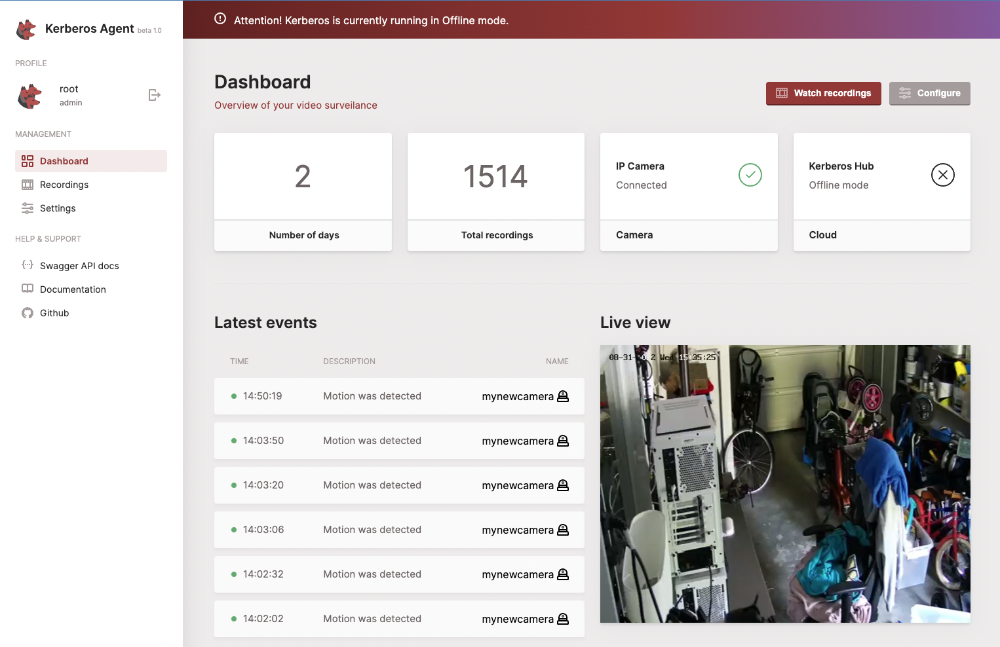 Kerberos Agent beta 1.0
PROFILE
root
admin
MANAGEMENT
Dashboard
Recordings
Settings
HELP & SUPPORT
Swagger API docs
Documentation
Github
Attention! Kerberos is currently running in Offline mode.
Dashboard
Overview of your video surveilance
Watch recordings
Configure
2
Number of days
1514
Total recordings
IP Camera
Connected
Camera
Kerberos Hub
Offline mode
Cloud
Latest events
TIME DESCRIPTION NAME
14:50:19 Motion was detected mynewcamera
14:03:50 Motion was detected mynewcamera
14:03:20 Motion was detected mynewcamera
14:03:06 Motion was detected mynewcamera
14:02:32 Motion was detected mynewcamera
14:02:02 Motion was detected mynewcamera
Live view
Wed 15:35:25